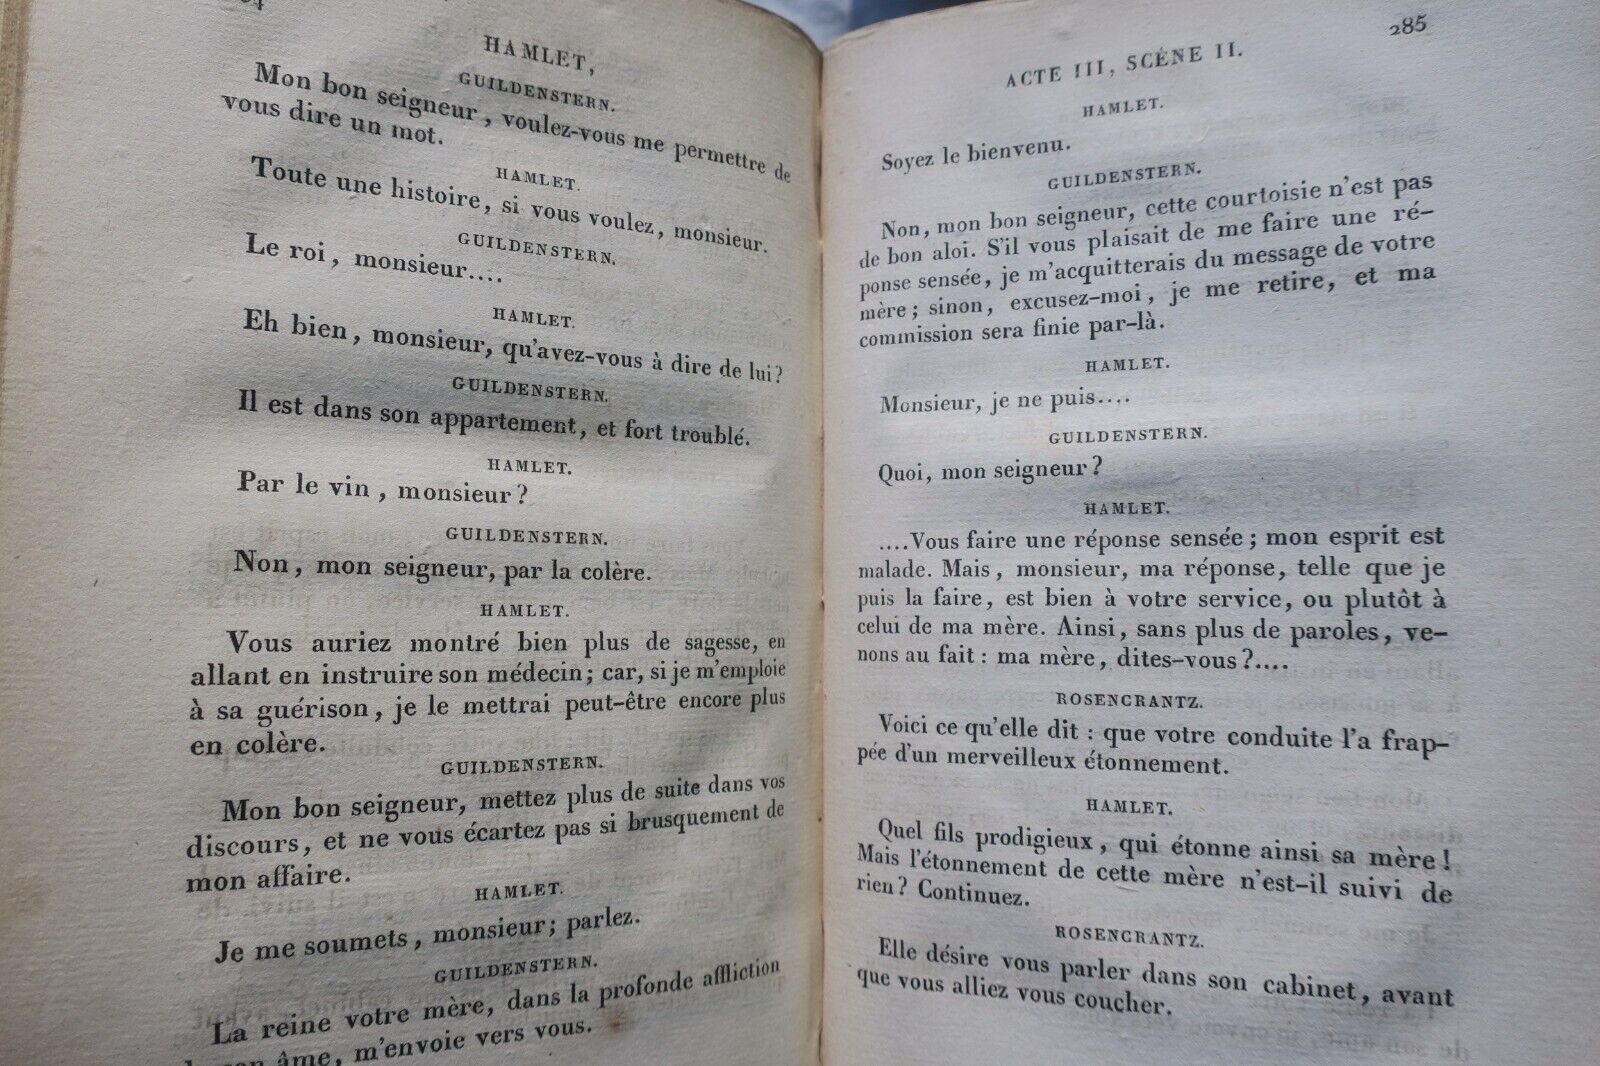 HAMLET,
GUILDENSTERN.
Mon bon seigneur, voulez-vous me permettre de
vous dire un mot.
HAMLET.
Toute une histoire, si vous voulez, monsieur.
GUILDENSTERN.
Le roi, monsieur....
HAMLET.
Eh bien, monsieur, qu'avez-vous à dire de lui?
GUILDENSTERN.
Il est dans son appartement, et fort troublé.
HAMLET.
Par le vin, monsieur?
GUILDENSTERN.
Non, mon seigneur, par la colère.
HAMLET.
Vous auriez montré bien plus de sagesse, en
allant en instruire son médecin; car, si je m'emploie
à sa guérison, je le mettrai peut-être encore plus
en colère.
GUILDENSTERN.
Mon bon seigneur, mettez plus de suite dans vos
discours, et ne vous écartez pas si brusquement de
mon affaire.
HAMLET.
Je me soumets, monsieur; parlez.
GUILDENSTERN.
La reine votre mère, dans la profonde affliction
âme, m'envoie vers vous.
285
ACTE III, SCÈNE II.
HAMLET.
Soyez le bienvenu.
GUILDENSTERN.
Non, mon bon seigneur, cette courtoisie n'est pas
de bon aloi. S'il vous plaisait de me faire une ré-
ponse sensée, je m'acquitterais du message de votre
mère; sinon, excusez-moi, je me retire, et ma
commission sera finie par-là.
HAMLET.
Monsieur, je ne puis....
GUILDENSTERN.
Quoi, mon seigneur?
HAMLET.
....Vous faire une réponse sensée; mon esprit est
malade. Mais, monsieur, ma réponse, telle que je
puis la faire, est bien à votre service, ou plutôt à
celui de ma mère. Ainsi, sans plus de paroles, ve-
nons au fait : ma mère, dites-vous?....
ROSENCRANTZ.
Voici ce qu'elle dit : que votre conduite l'a frap-
pée d'un merveilleux étonnement.
HAMLET.
Quel fils prodigieux, qui étonne ainsi sa mère!
Mais l'étonnement de cette mère n'est-il suivi de
rien? Continuez.
ROSENCRANTZ.
Elle désire vous parler dans son cabinet, avant
que vous alliez vous coucher.